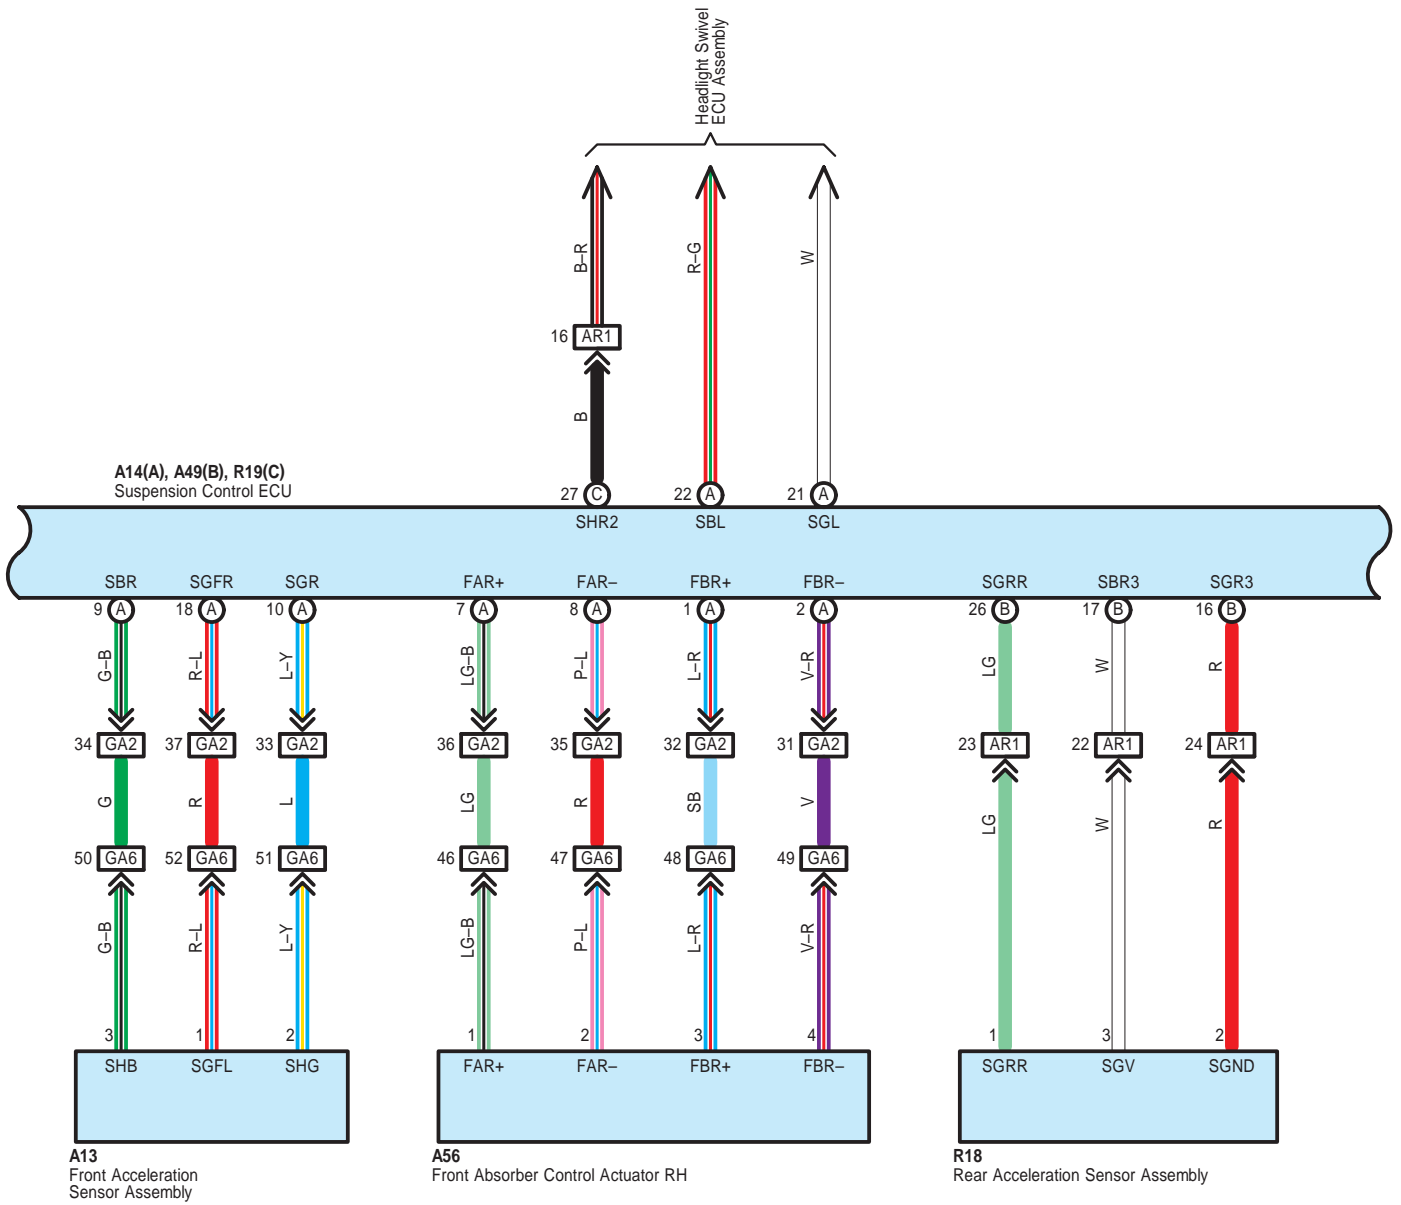 Headlight Swivel
ECU Assembly
B–R
R–G
W
16 AR1
B
A14(A), A49(B), R19(C)
Suspension Control ECU
27 C
22 A
21 A
SHR2
SBL
SGL
SBR
SGFR
SGR
FAR+
FAR–
FBR+
FBR–
SGRR
SBR3
SGR3
9 A
18 A
10 A
7 A
8 A
1 A
2 A
26 B
17 B
16 B
G–B
R–L
L–Y
LG–B
P–L
L–R
V–R
LG
W
R
34 GA2
37 GA2
33 GA2
36 GA2
35 GA2
32 GA2
31 GA2
23 AR1
22 AR1
24 AR1
G
R
L
LG
R
SB
V
LG
W
R
50 GA6
52 GA6
51 GA6
46 GA6
47 GA6
48 GA6
49 GA6
G–B
R–L
L–Y
LG–B
P–L
L–R
V–R
3
1
2
1
2
3
4
1
3
2
SHB
SGFL
SHG
FAR+
FAR–
FBR+
FBR–
SGRR
SGV
SGND
A13
Front Acceleration
Sensor Assembly
A56
Front Absorber Control Actuator RH
R18
Rear Acceleration Sensor Assembly